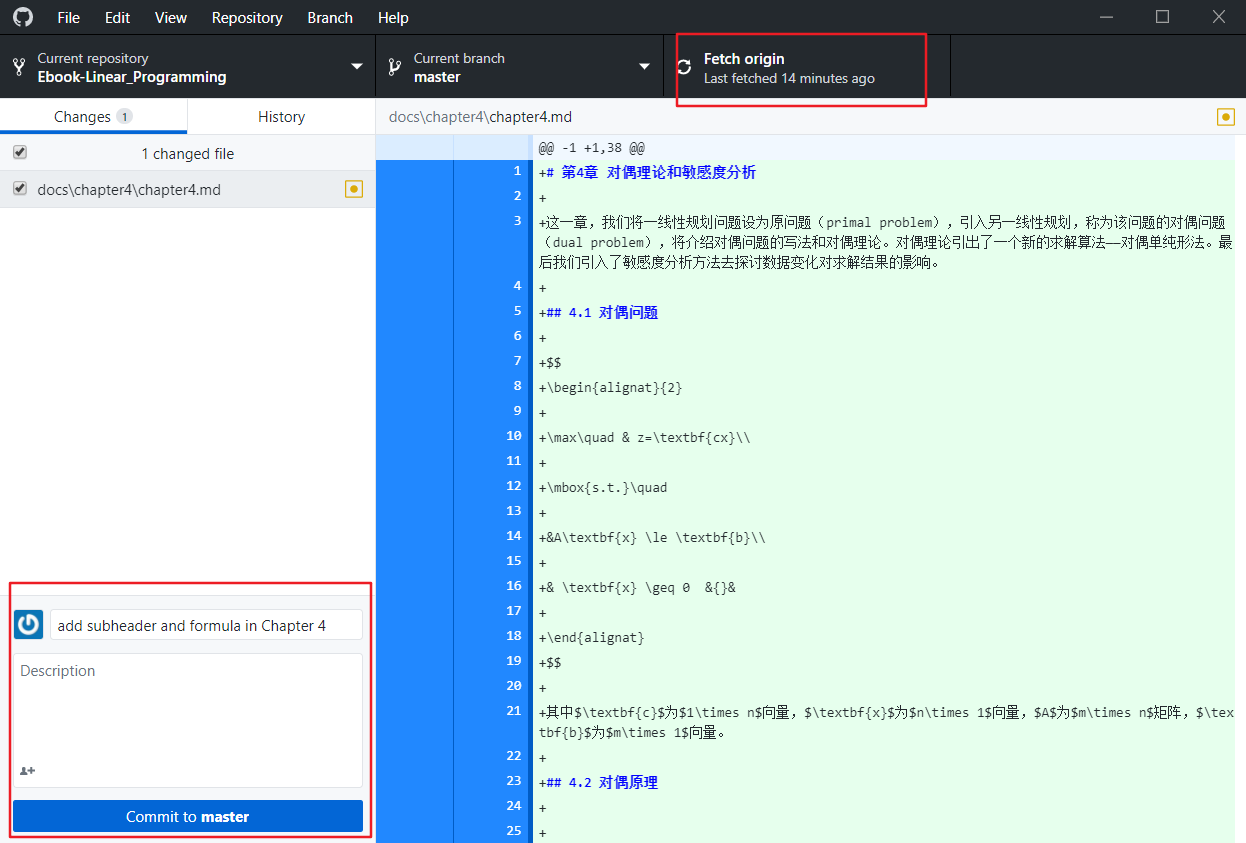 File Edit View Repository Branch Help
Current repository
Ebook-Linear_Programming
Current branch
master
Fetch origin
Last fetched 14 minutes ago
Changes 1
History
docs\chapter4\chapter4.md
1 changed file
docs\chapter4\chapter4.md
@@ -1 +1,38 @@
1 +# 第4章 对偶理论和敏感度分析
2 +
3 +这一章，我们将一线性规划问题设为原问题（primal problem），引入另一线性规划，称为该问题的对偶问题
（dual problem），将介绍对偶问题的写法和对偶理论。对偶理论引出了一个新的求解算法——对偶单纯形法。最
后我们引入了敏感度分析方法去探讨数据变化对求解结果的影响。
4 +
5 +## 4.1 对偶问题
6 +
7 +$$
8 +\begin{alignat}{2}
9 +
10 +\max\quad & z=\textbf{cx}\\
11 +
12 +\mbox{s.t.}\quad
13 +
14 +&A\textbf{x} \le \textbf{b}\\
15 +
16 +& \textbf{x} \geq 0  &{}&
17 +
18 +\end{alignat}
19 +$$
20 +
21 +其中$\textbf{c}$为$1\times n$向量，$\textbf{x}$为$n\times 1$向量，$A$为$m\times n$矩阵，$\tex
tbf{b}$为$m\times 1$向量。
22 +
23 +## 4.2 对偶原理
24 +
25 +
add subheader and formula in Chapter 4
Description
Commit to master